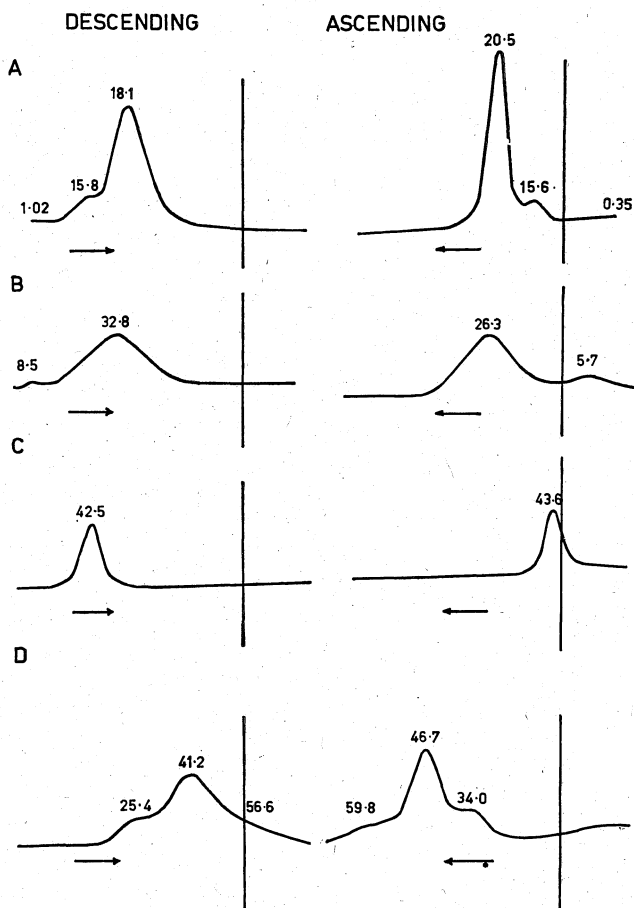 DESCENDING ASCENDING
A
18·1 20·5
1·02 15·8 15·6 0·35
B
8·5 32·8 26·3 5·7
C
42·5 43·6
D
25·4 41·2 56·6 59·8 46·7 34·0